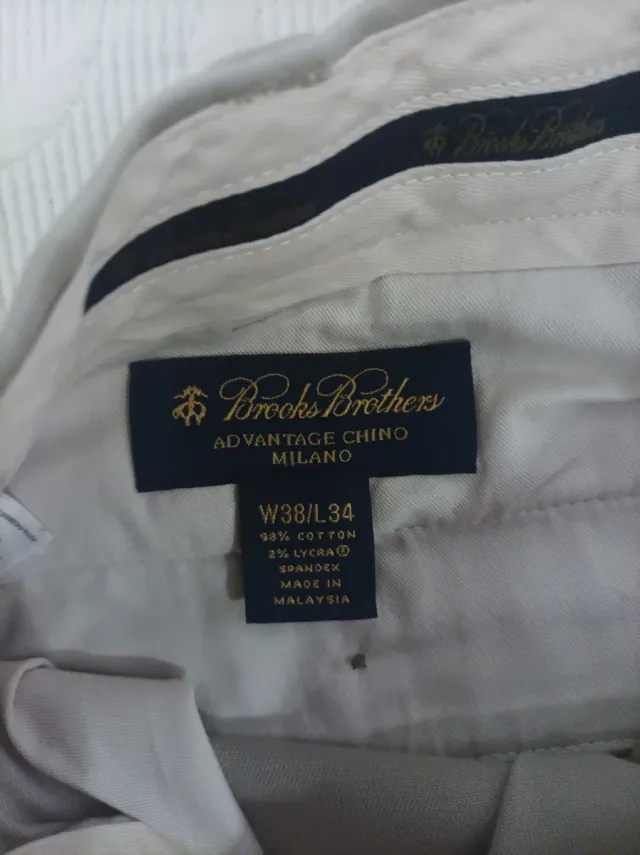 Brooks Brothers
Brooks Brothers
ADVANTAGE CHINO
MILANO
W38/L34
98% COTTON
2% LYCRA®
SPANDEX
MADE IN
MALAYSIA